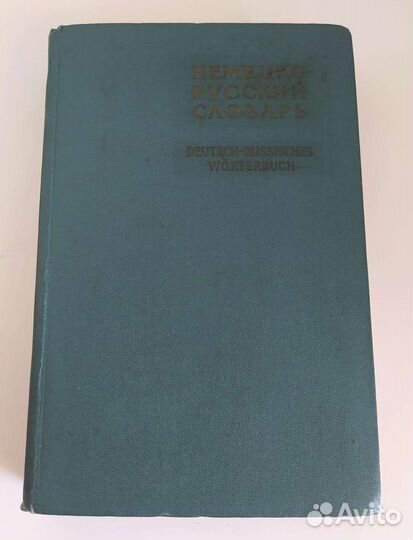 НЕМЕЦКО-
РУССКИЙ
СЛОВАРЬ
DEUTSCH-RUSSISCHES
WÖRTERBUCH
Avito